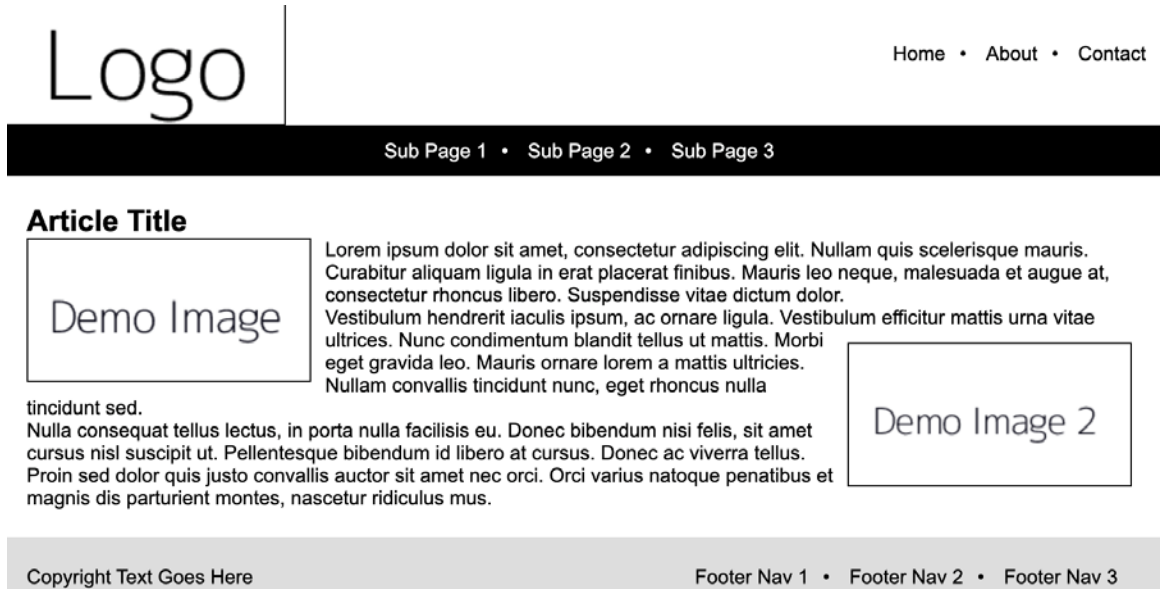 Logo
Home • About • Contact
Sub Page 1 • Sub Page 2 • Sub Page 3
Article Title
Demo Image
Lorem ipsum dolor sit amet, consectetur adipiscing elit. Nullam quis scelerisque mauris.
Curabitur aliquam ligula in erat placerat finibus. Mauris leo neque, malesuada et augue at,
consectetur rhoncus libero. Suspendisse vitae dictum dolor.
Vestibulum hendrerit iaculis ipsum, ac ornare ligula. Vestibulum efficitur mattis urna vitae
ultrices. Nunc condimentum blandit tellus ut mattis. Morbi
eget gravida leo. Mauris ornare lorem a mattis ultricies.
Nullam convallis tincidunt nunc, eget rhoncus nulla
tincidunt sed.
Nulla consequat tellus lectus, in porta nulla facilisis eu. Donec bibendum nisi felis, sit amet
cursus nisl suscipit ut. Pellentesque bibendum id libero at cursus. Donec ac viverra tellus.
Proin sed dolor quis justo convallis auctor sit amet nec orci. Orci varius natoque penatibus et
magnis dis parturient montes, nascetur ridiculus mus.
Demo Image 2
Copyright Text Goes Here
Footer Nav 1 • Footer Nav 2 • Footer Nav 3